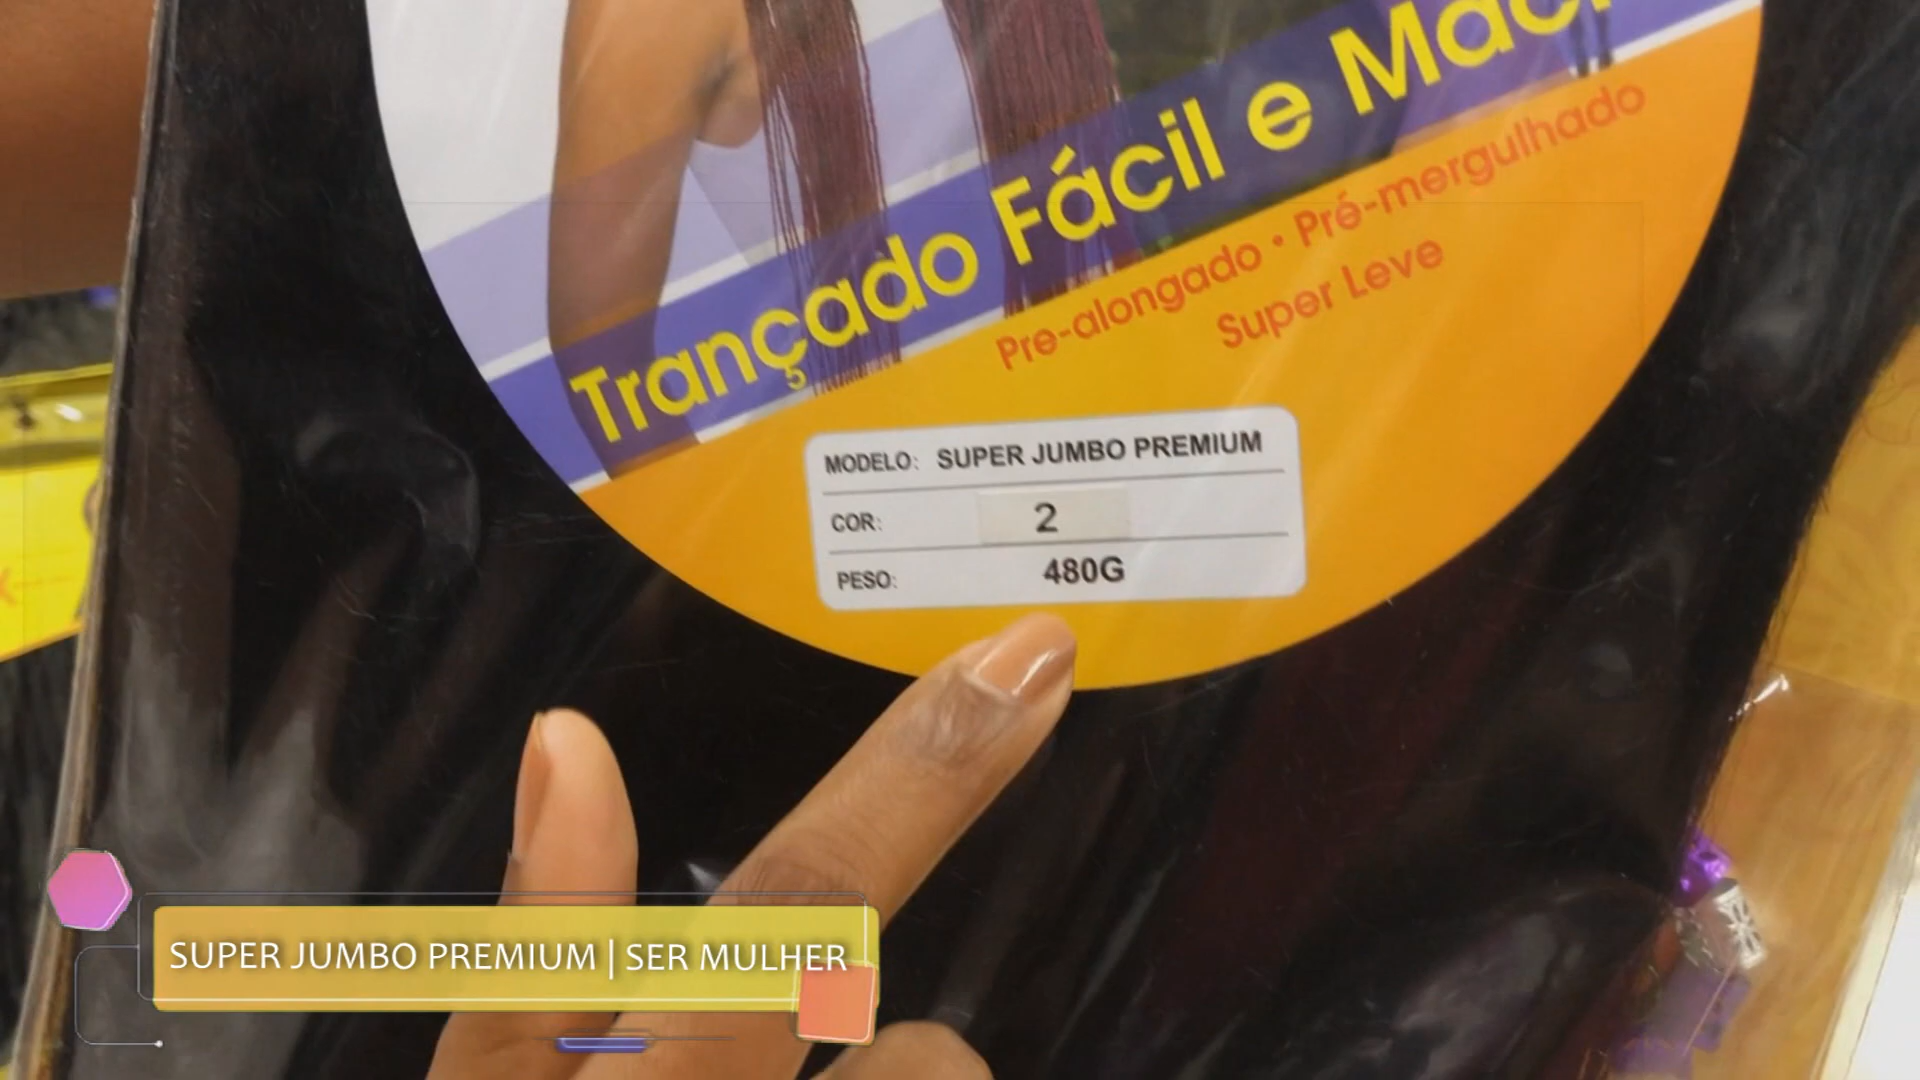 Trançado Fácil e
Pre-alongado • Pré-mergulhado
Super Leve
MODELO: SUPER JUMBO PREMIUM
COR: 2
PESO: 480G
SUPER JUMBO PREMIUM | SER MULHER